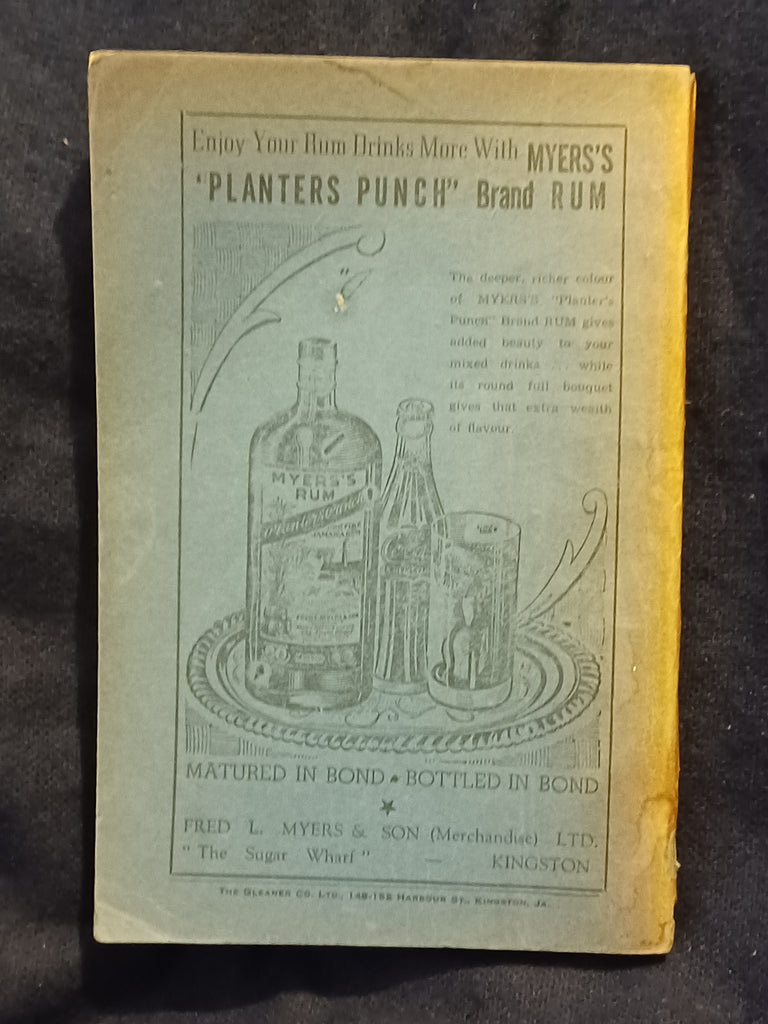 Enjoy Your Rum Drinks More With MYERS'S
"PLANTERS PUNCH" Brand RUM
The deeper, richer colour
of MYERS'S "Planter's
Punch" Brand RUM gives
added beauty to your
mixed drinks ... while
its round full bouquet
gives that extra wealth
of flavour.
MYERS'S
RUM
Planters Punch
MATURED IN BOND • BOTTLED IN BOND
FRED L. MYERS & SON (Merchandise) LTD.
"The Sugar Wharf" — KINGSTON
THE GLEANER CO. LTD., 148-152 HARBOUR ST., KINGSTON, JA.